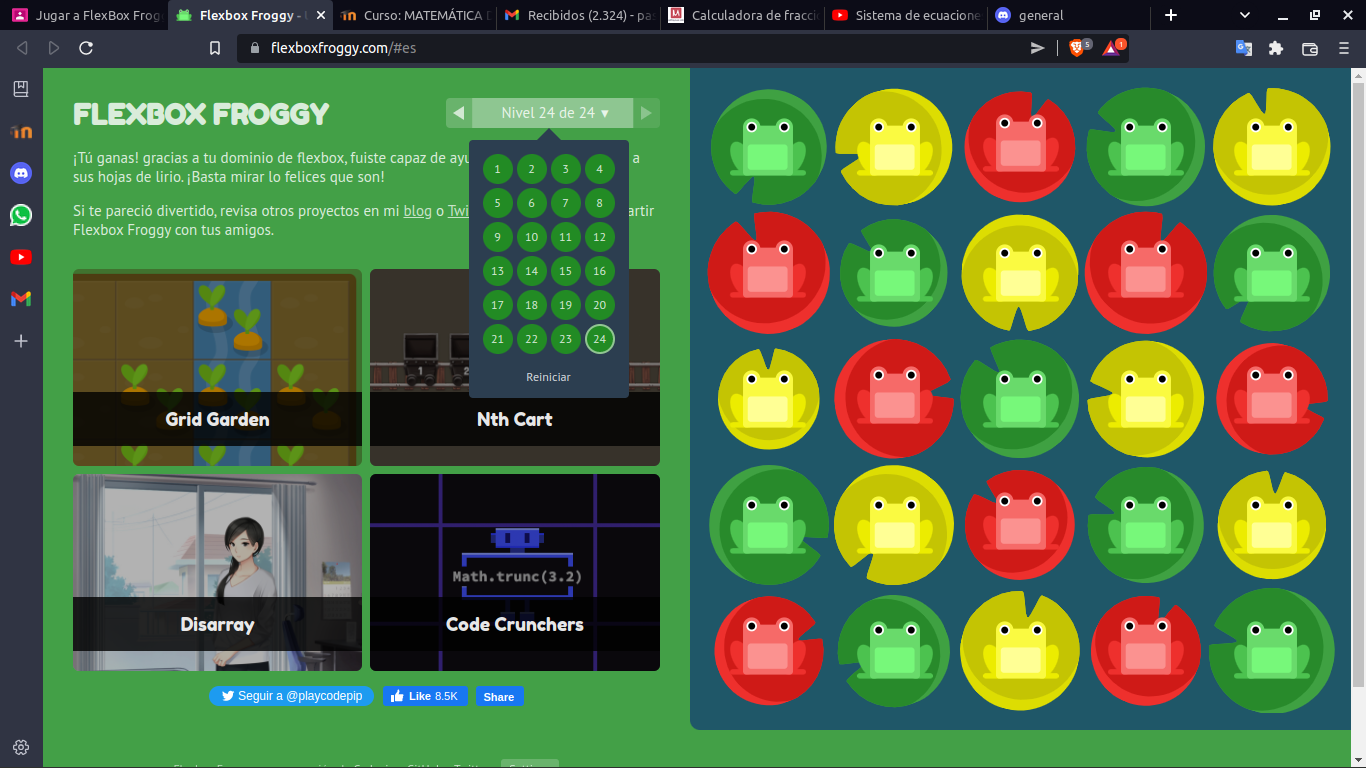 Jugar a FlexBox Frog
Flexbox Froggy -
Curso: MATEMÁTICA
Recibidos (2.324) - pa
Calculadora de fracci
Sistema de ecuacione
general
flexboxfroggy.com/#es
5
1
FLEXBOX FROGGY
Nivel 24 de 24 ▾
¡Tú ganas! gracias a tu dominio de flexbox, fuiste capaz de ayu a
sus hojas de lirio. ¡Basta mirar lo felices que son!
Si te pareció divertido, revisa otros proyectos en mi blog o Twi artir
Flexbox Froggy con tus amigos.
1 2 3 4
5 6 7 8
9 10 11 12
13 14 15 16
17 18 19 20
21 22 23 24
Reiniciar
1 2
Grid Garden
Nth Cart
Math.trunc(3.2)
Disarray
Code Crunchers
Seguir a @playcodepip
Like 8.5K
Share